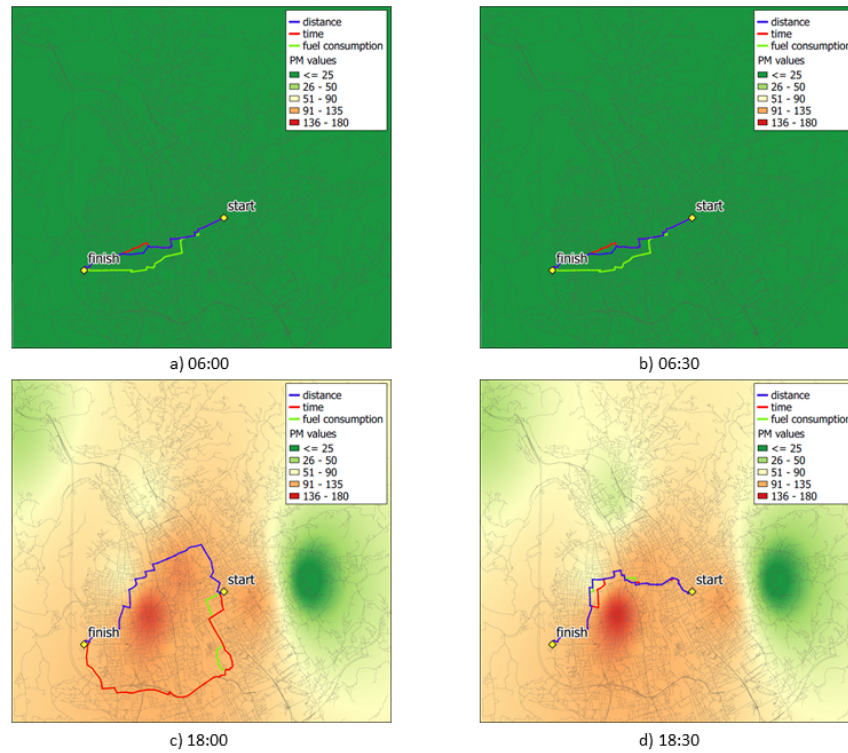 distance
time
fuel consumption
PM values
<= 25
26 - 50
51 - 90
91 - 135
136 - 180
start
finish
a) 06:00
distance
time
fuel consumption
PM values
<= 25
26 - 50
51 - 90
91 - 135
136 - 180
start
finish
b) 06:30
distance
time
fuel consumption
PM values
<= 25
26 - 50
51 - 90
91 - 135
136 - 180
start
finish
c) 18:00
distance
time
fuel consumption
PM values
<= 25
26 - 50
51 - 90
91 - 135
136 - 180
start
finish
d) 18:30